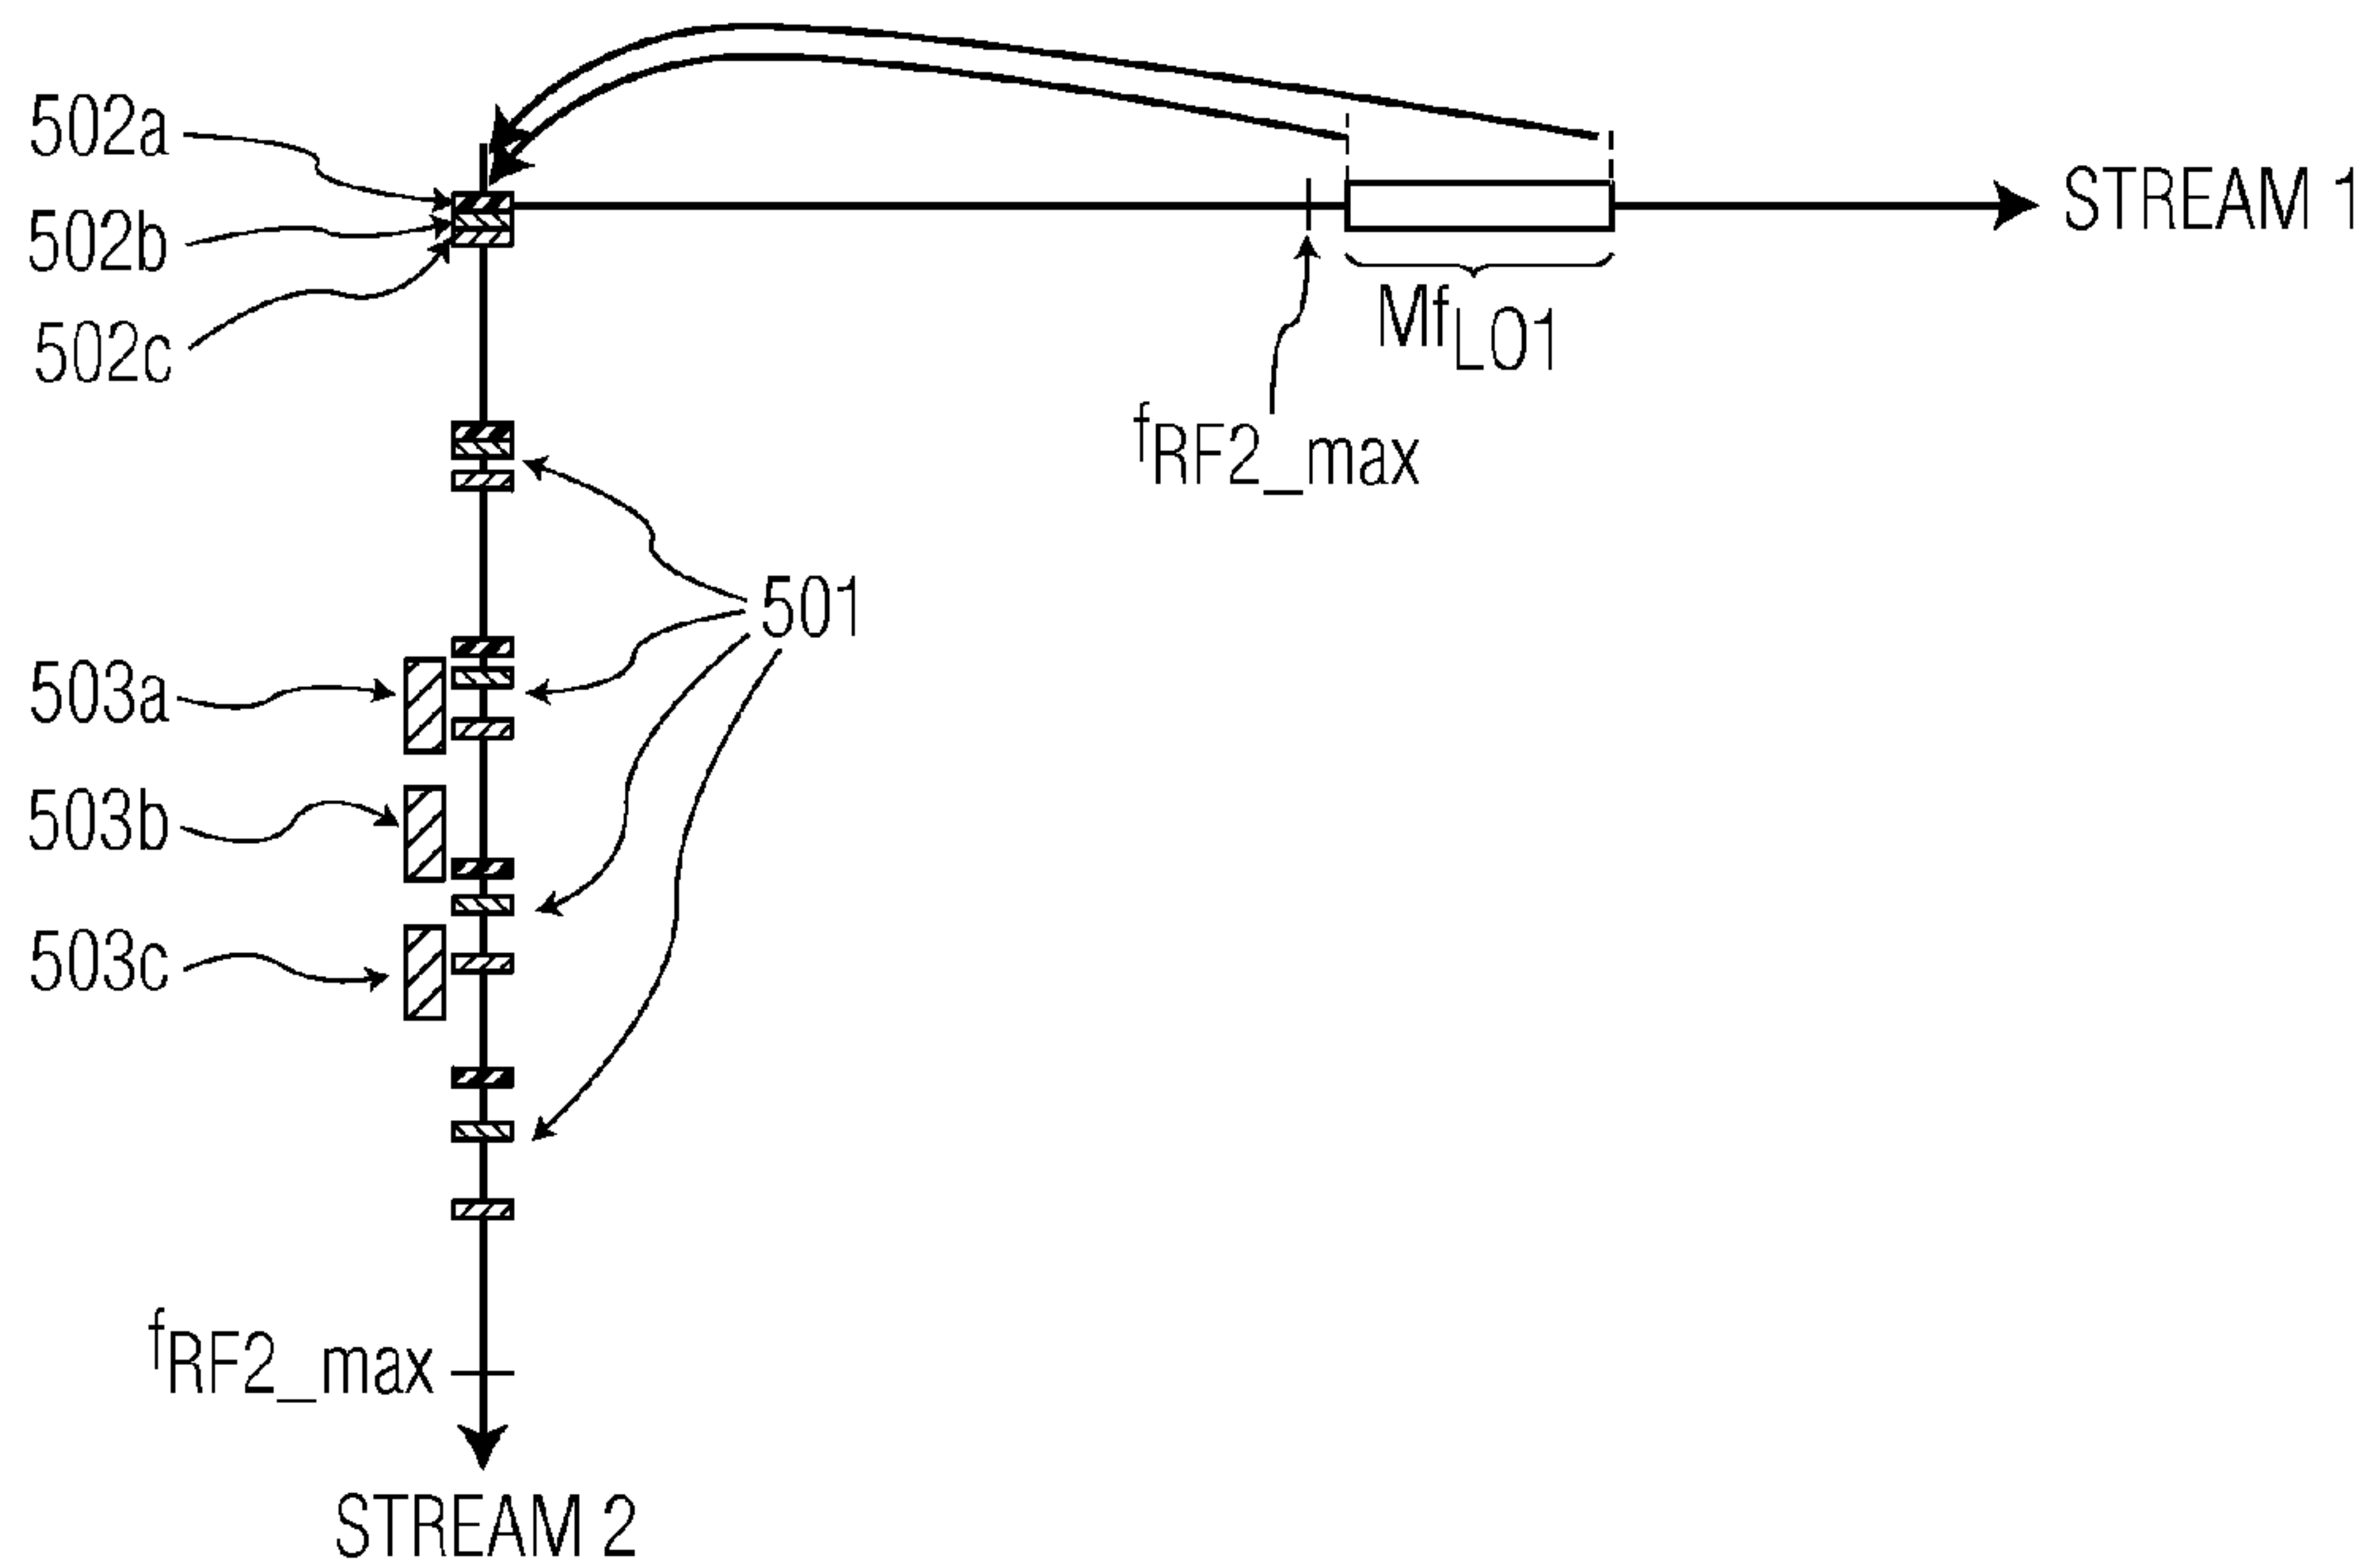 502a
STREAM 1
502b
502c
MfLO1
fRF2_max
501
503a
503b
503c
fRF2_max
STREAM 2